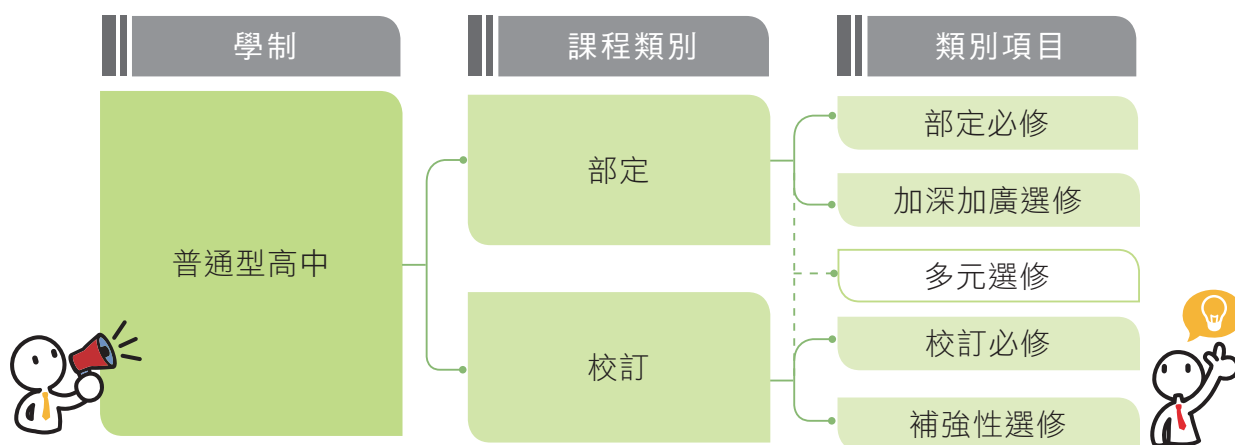 學制
課程類別
類別項目
普通型高中
部定
校訂
部定必修
加深加廣選修
多元選修
校訂必修
補強性選修